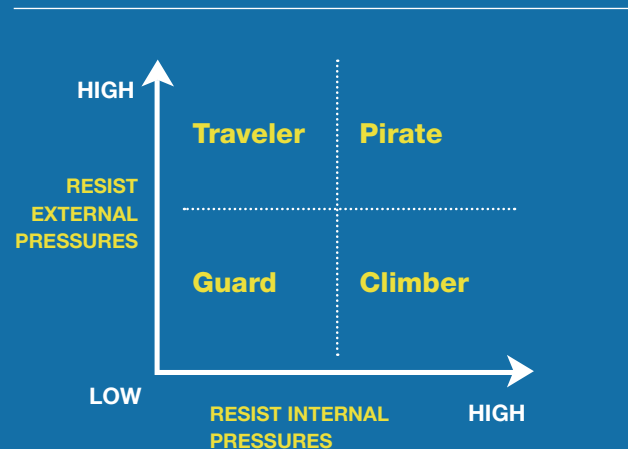 HIGH
Traveler
Pirate
RESIST
EXTERNAL
PRESSURES
Guard
Climber
LOW
RESIST INTERNAL
PRESSURES
HIGH